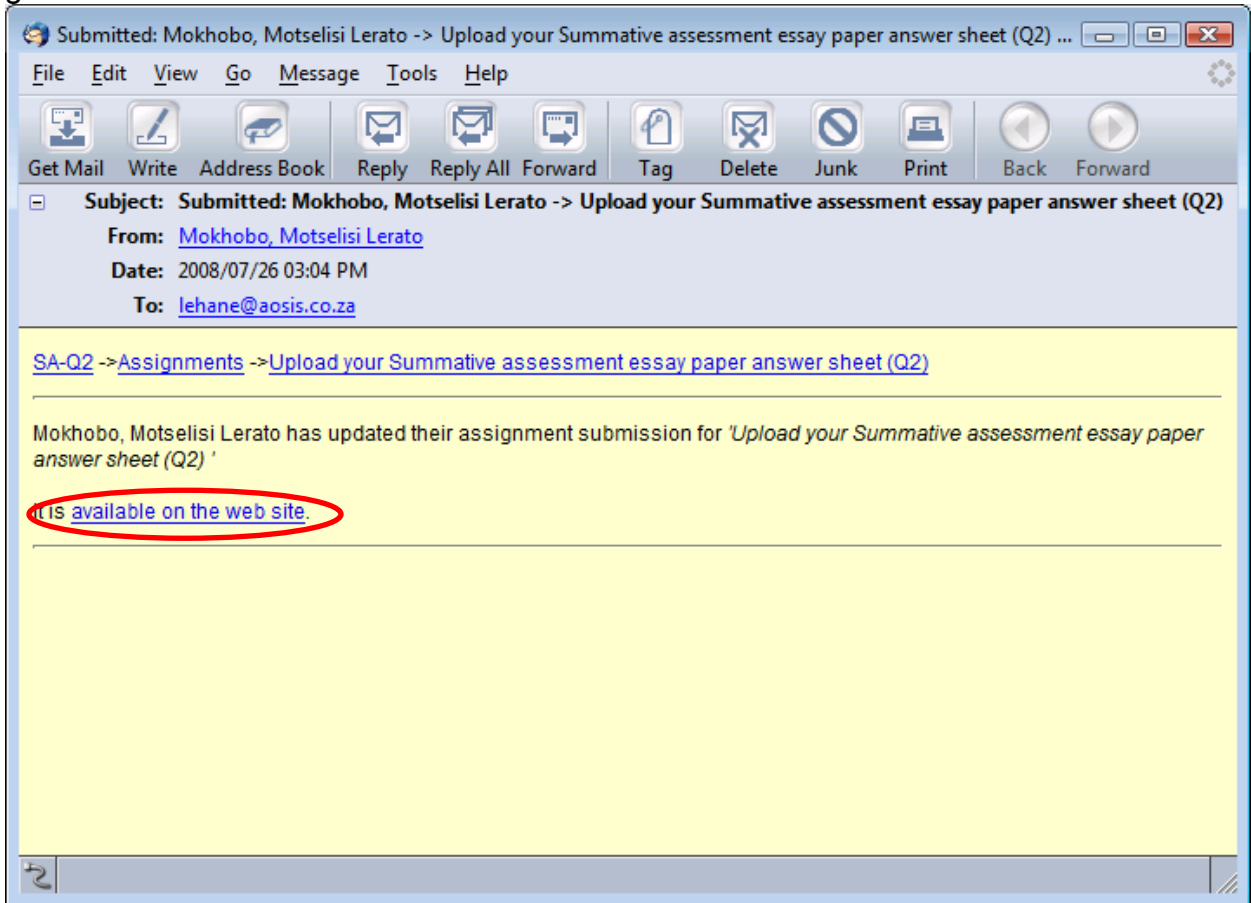 Submitted: Mokhobo, Motselisi Lerato -> Upload your Summative assessment essay paper answer sheet (Q2) ...
File Edit View Go Message Tools Help
Get Mail Write Address Book Reply Reply All Forward Tag Delete Junk Print Back Forward
Subject: Submitted: Mokhobo, Motselisi Lerato -> Upload your Summative assessment essay paper answer sheet (Q2)
From: Mokhobo, Motselisi Lerato
Date: 2008/07/26 03:04 PM
To: lehane@aosis.co.za
SA-Q2 ->Assignments ->Upload your Summative assessment essay paper answer sheet (Q2)
Mokhobo, Motselisi Lerato has updated their assignment submission for 'Upload your Summative assessment essay paper
answer sheet (Q2) '
It is available on the web site.